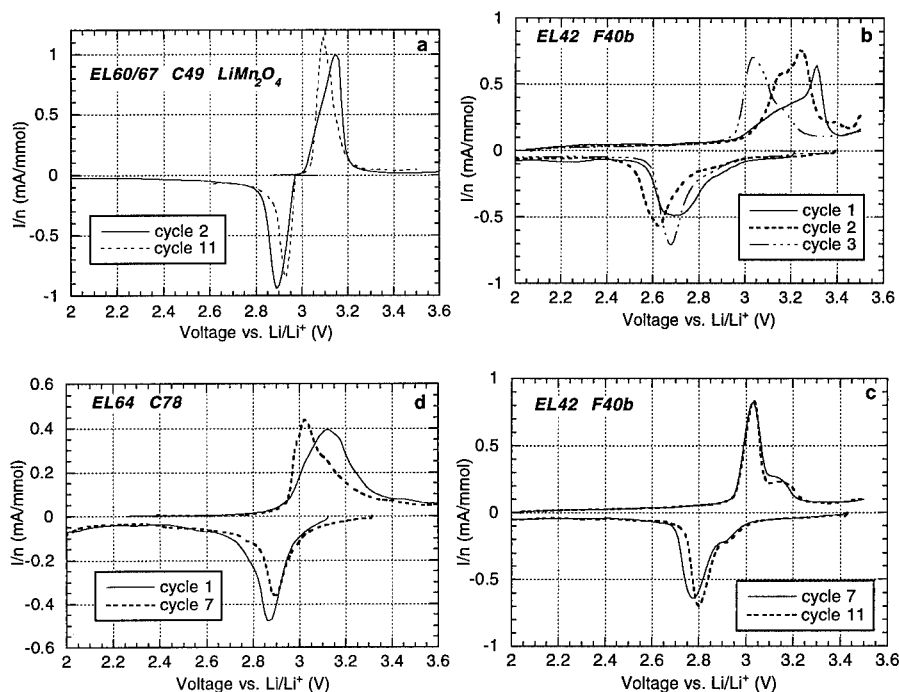 a
EL60/67 C49 LiMn2O4
1
0.5
0
-0.5
-1
cycle 2
cycle 11
2 2.2 2.4 2.6 2.8 3 3.2 3.4 3.6
I/n (mA/mmol)
Voltage vs. Li/Li+ (V)
b
EL42 F40b
1
0.5
0
-0.5
-1
cycle 1
cycle 2
cycle 3
2 2.2 2.4 2.6 2.8 3 3.2 3.4 3.6
I/n (mA/mmol)
Voltage vs. Li/Li+ (V)
d
EL64 C78
0.6
0.4
0.2
0
-0.2
-0.4
-0.6
cycle 1
cycle 7
2 2.2 2.4 2.6 2.8 3 3.2 3.4 3.6
I/n (mA/mmol)
Voltage vs. Li/Li+ (V)
c
EL42 F40b
1
0.5
0
-0.5
-1
cycle 7
cycle 11
2 2.2 2.4 2.6 2.8 3 3.2 3.4 3.6
I/n (mA/mmol)
Voltage vs. Li/Li+ (V)